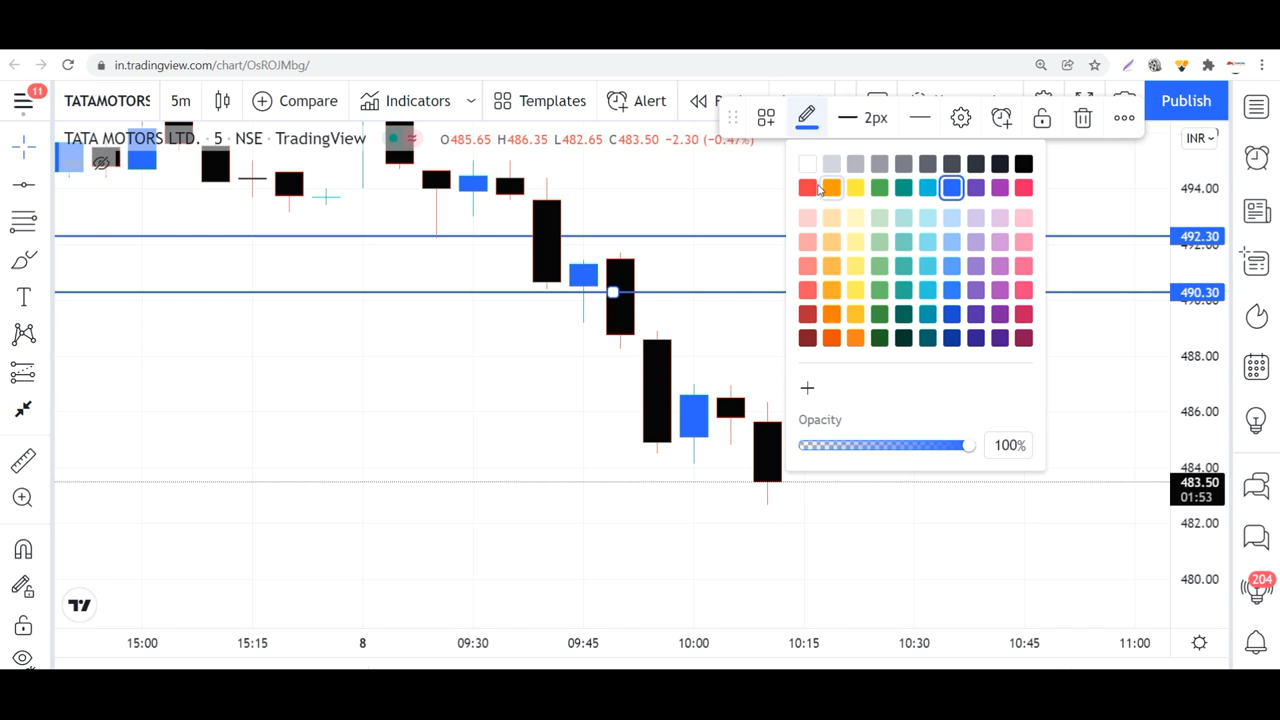 in.tradingview.com/chart/OsROJMbg/
11
TATAMOTORS 5m Compare Indicators Templates Alert Publish
2px
TATA MOTORS LTD. · 5 · NSE · TradingView O485.65 H486.35 L482.65 C483.50 -2.30 (-0.47%)
INR
494.00
492.30
490.30
488.00
486.00
484.00
483.50
01:53
482.00
480.00
Opacity
100%
204
15:00 15:15 8 09:30 09:45 10:00 10:15 10:30 10:45 11:00